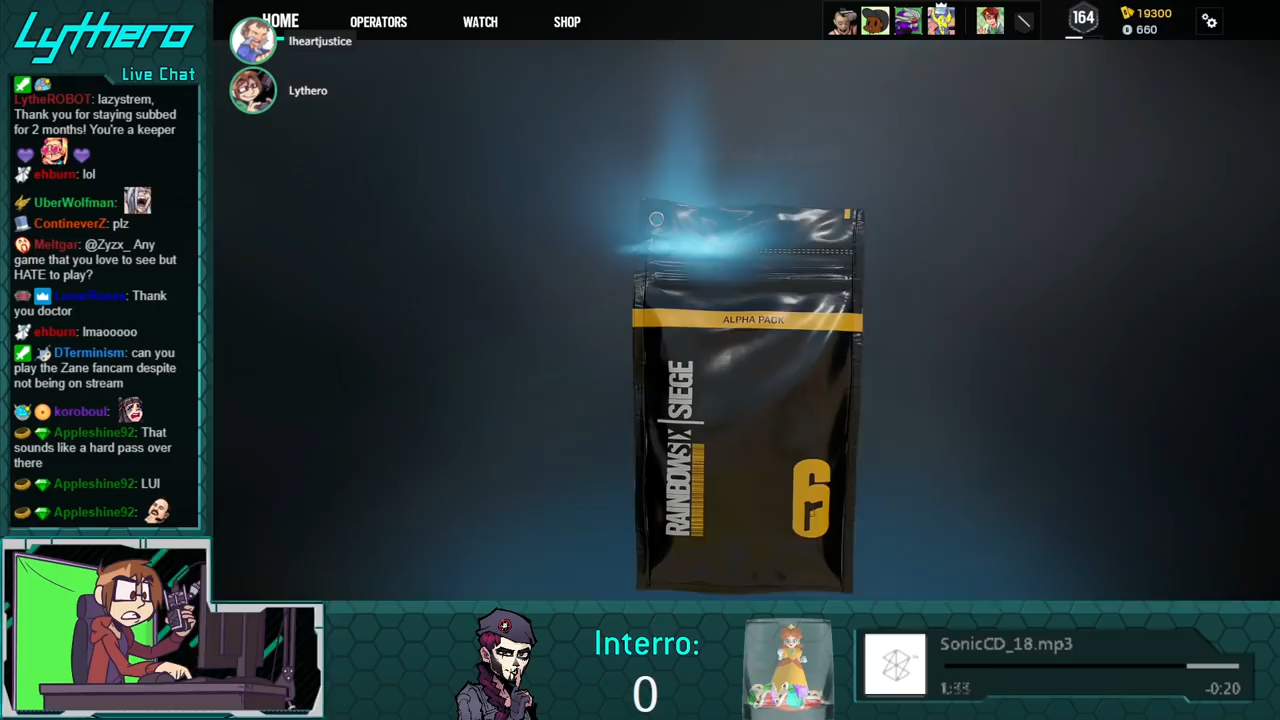 Lythero
Live Chat
LytheROBOT: lazystrem,
Thank you for staying subbed
for 2 months! You're a keeper
ehburn: lol
UberWolfman:
ContineverZ: plz
Meltgar: @Zyzx_ Any
game that you love to see but
HATE to play?
Thank
you doctor
ehburn: lmaooooo
DTerminism: can you
play the Zane fancam despite
not being on stream
koroboul:
Appleshine92: That
sounds like a hard pass over
there
Appleshine92: LUI
Appleshine92:
HOME
OPERATORS
WATCH
SHOP
164
19300
660
Iheartjustice
Lythero
ALPHA PACK
RAINBOWSIX|SIEGE
6
Interro:
0
SonicCD_18.mp3
1:33
-0:20